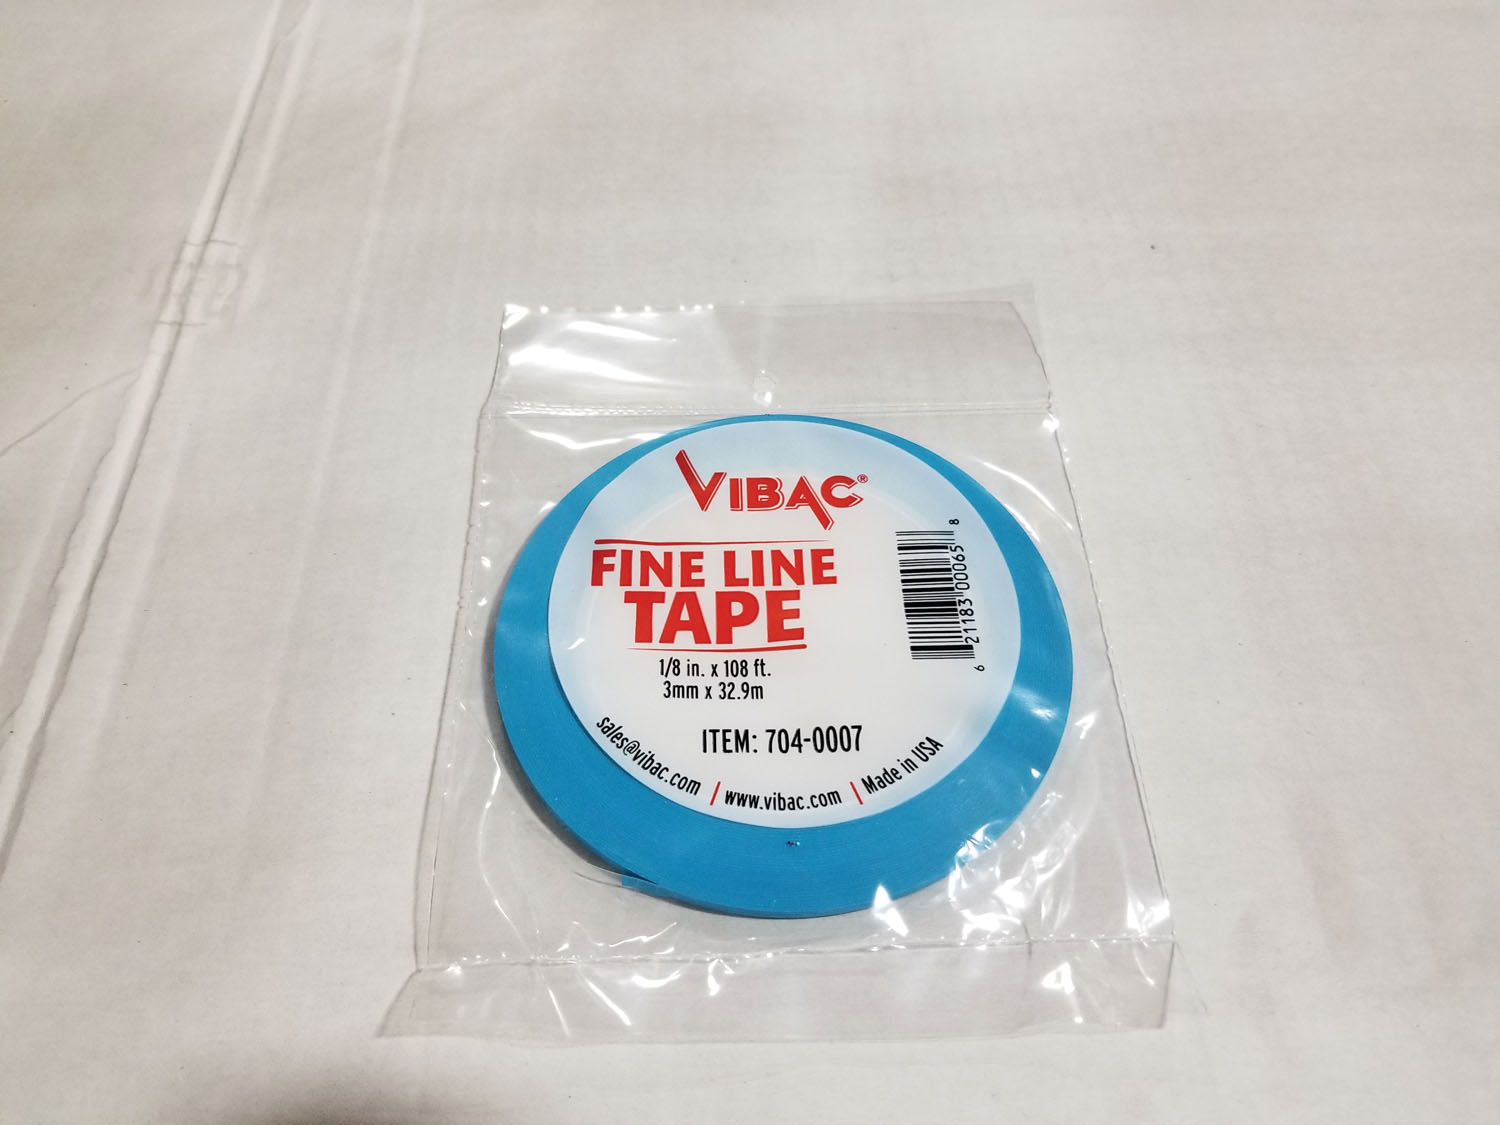 VIBAC®
FINE LINE
TAPE
1/8 in. x 108 ft.
3mm x 32.9m
ITEM: 704-0007
sales@vibac.com | www.vibac.com | Made in USA
6 21183 00065 8